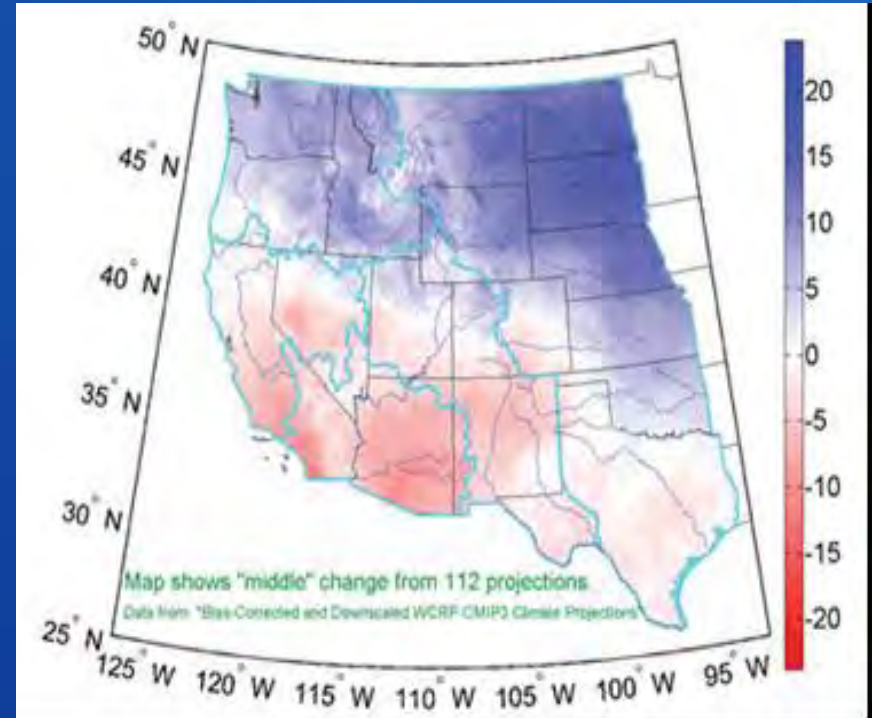 50° N
45° N
40° N
35° N
30° N
25° N
125° W
120° W
115° W
110° W
105° W
100° W
95° W
20
15
10
5
0
-5
-10
-15
-20
Map shows "middle" change from 112 projections.
Data from "Bias-Corrected and Downscaled WCRP CMIP3 Climate Projections"